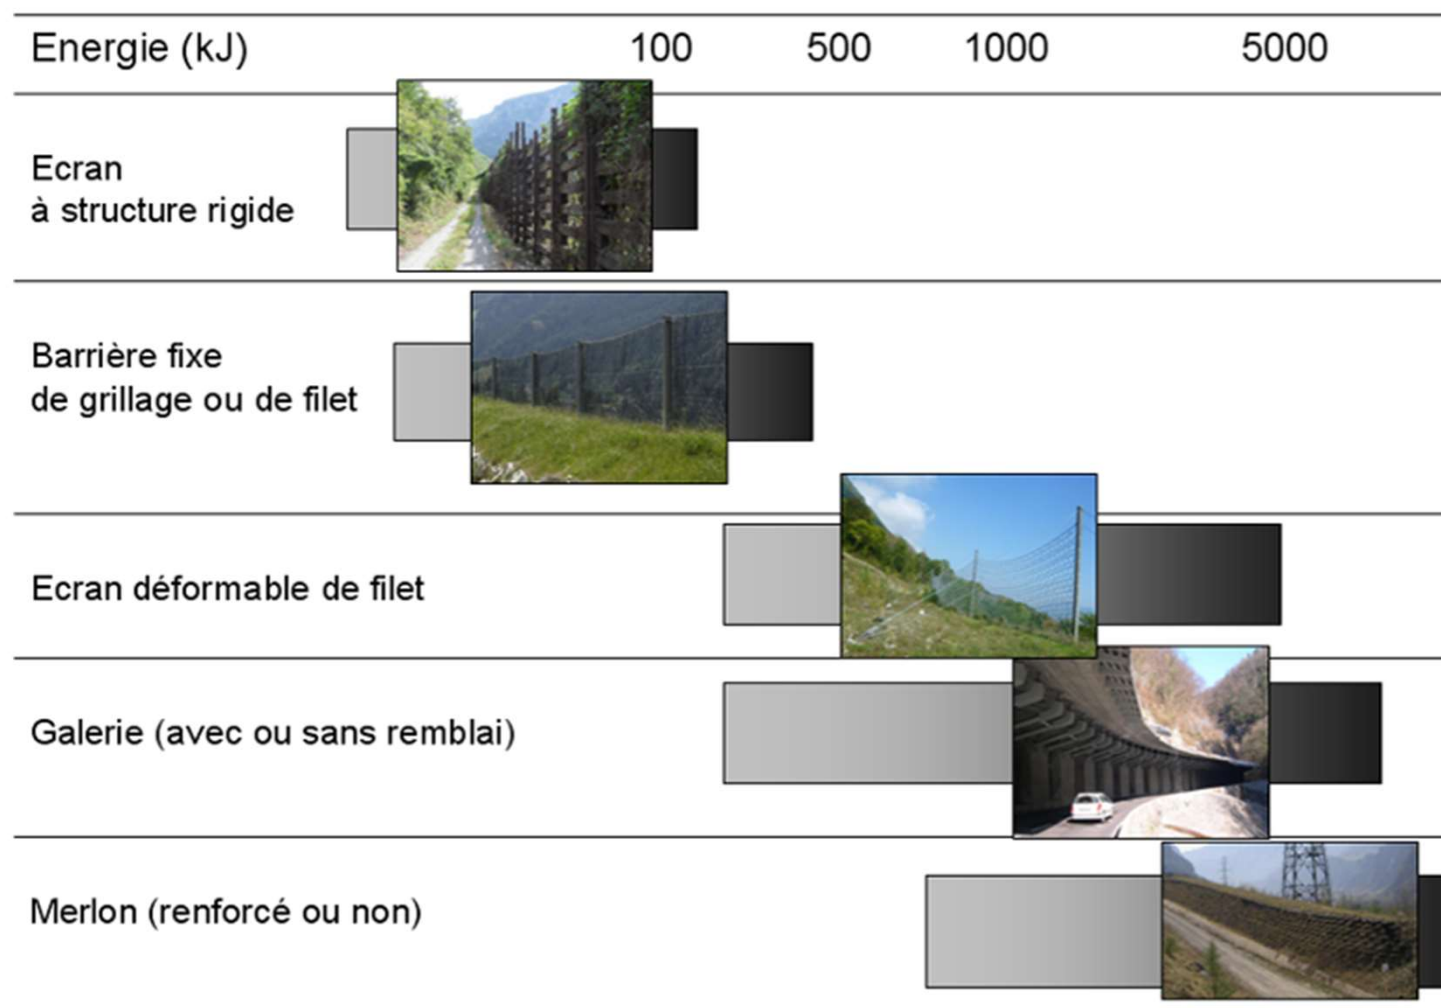 Energie (kJ) 100 500 1000 5000
Ecran
à structure rigide
Barrière fixe
de grillage ou de filet
Ecran déformable de filet
Galerie (avec ou sans remblai)
Merlon (renforcé ou non)